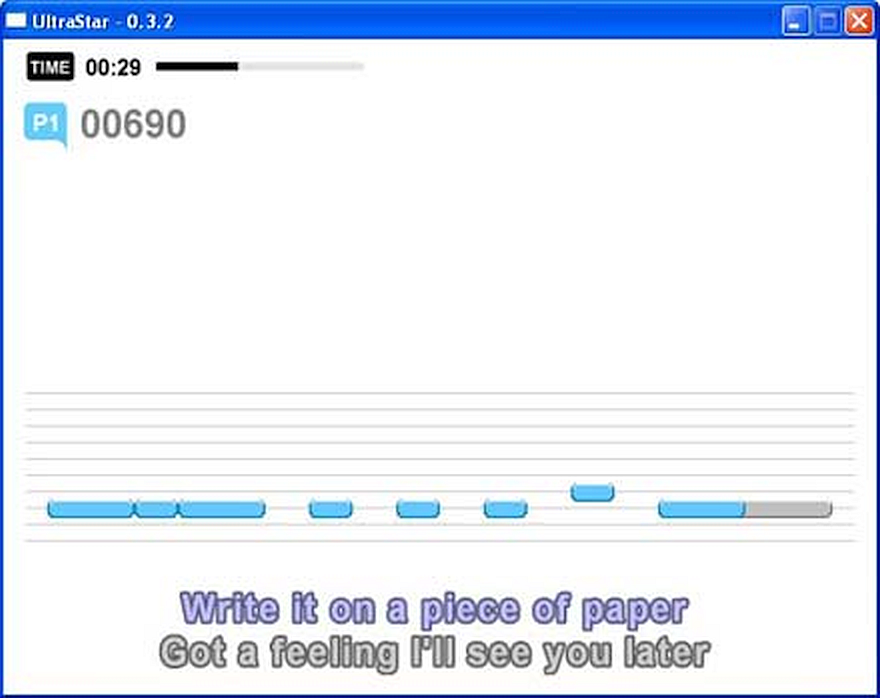 UltraStar - 0.3.2
TIME 00:29
P1 00690
Write it on a piece of paper
Got a feeling I'll see you later